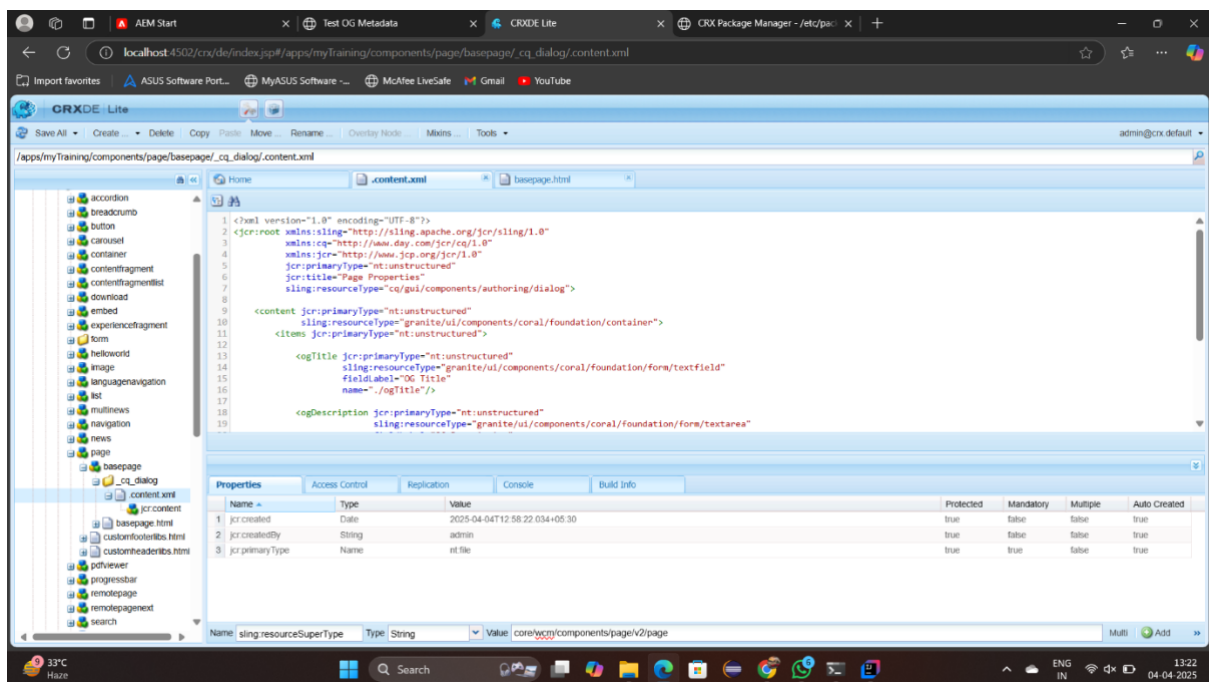 AEM Start
Test OG Metadata
CRXDE Lite
CRX Package Manager - /etc/pac
localhost:4502/crx/de/index.jsp#/apps/myTraining/components/page/basepage/_cq_dialog/.content.xml
Import favorites
ASUS Software Port...
MyASUS Software -...
McAfee LiveSafe
Gmail
YouTube
CRXDE Lite
Save All
Create ...
Delete
Copy
Paste
Move ...
Rename ...
Overlay Node ...
Mixins ...
Tools
admin@crx.default
/apps/myTraining/components/page/basepage/_cq_dialog/.content.xml
Home
.content.xml
basepage.html
accordion
breadcrumb
button
carousel
container
contentfragment
contentfragmentlist
download
embed
experiencefragment
form
helloworld
image
languagenavigation
list
multinews
navigation
news
page
basepage
_cq_dialog
.content.xml
jcr:content
basepage.html
customfooterlibs.html
customheaderlibs.html
pdfviewer
progressbar
remotepage
remotepagenext
search
1 <?xml version="1.0" encoding="UTF-8"?>
2 <jcr:root xmlns:sling="http://sling.apache.org/jcr/sling/1.0"
3 xmlns:cq="http://www.day.com/jcr/cq/1.0"
4 xmlns:jcr="http://www.jcp.org/jcr/1.0"
5 jcr:primaryType="nt:unstructured"
6 jcr:title="Page Properties"
7 sling:resourceType="cq/gui/components/authoring/dialog">
8
9 <content jcr:primaryType="nt:unstructured"
10 sling:resourceType="granite/ui/components/coral/foundation/container">
11 <items jcr:primaryType="nt:unstructured">
12
13 <ogTitle jcr:primaryType="nt:unstructured"
14 sling:resourceType="granite/ui/components/coral/foundation/form/textfield"
15 fieldLabel="OG Title"
16 name="./ogTitle"/>
17
18 <ogDescription jcr:primaryType="nt:unstructured"
19 sling:resourceType="granite/ui/components/coral/foundation/form/textarea"
Properties
Access Control
Replication
Console
Build Info
Name Type Value Protected Mandatory Multiple Auto Created
1 jcr:created Date 2025-04-04T12:58:22.034+05:30 true false false true
2 jcr:createdBy String admin true false false true
3 jcr:primaryType Name nt:file true true false true
Name sling:resourceSuperType Type String Value core/wcm/components/page/v2/page Multi Add
9
33°C
Haze
Search
ENG
IN
13:22
04-04-2025